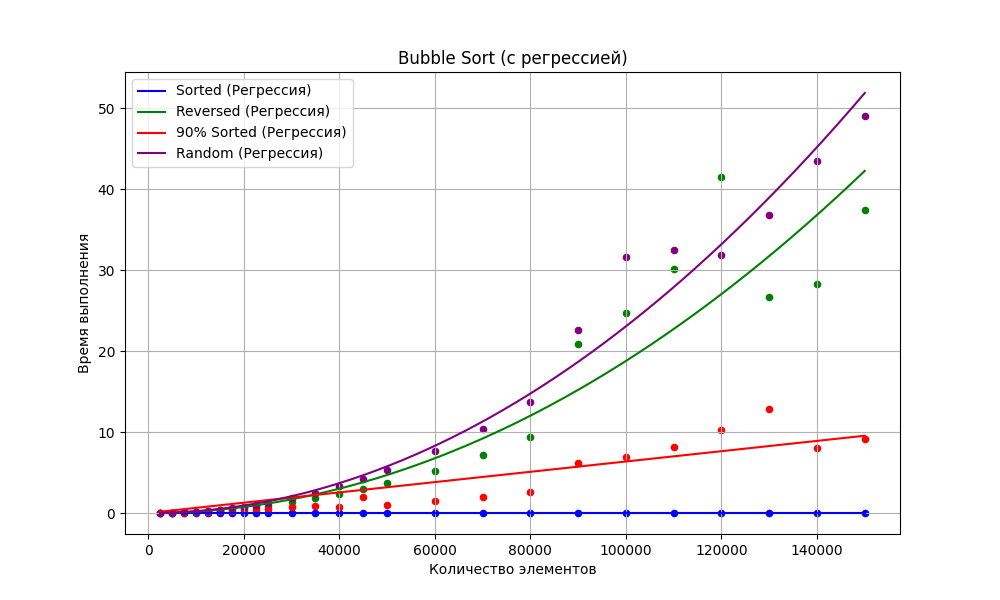 Bubble Sort (с регрессией)
Sorted (Регрессия)
Reversed (Регрессия)
90% Sorted (Регрессия)
Random (Регрессия)
Время выполнения
50
40
30
20
10
0
0 20000 40000 60000 80000 100000 120000 140000
Количество элементов